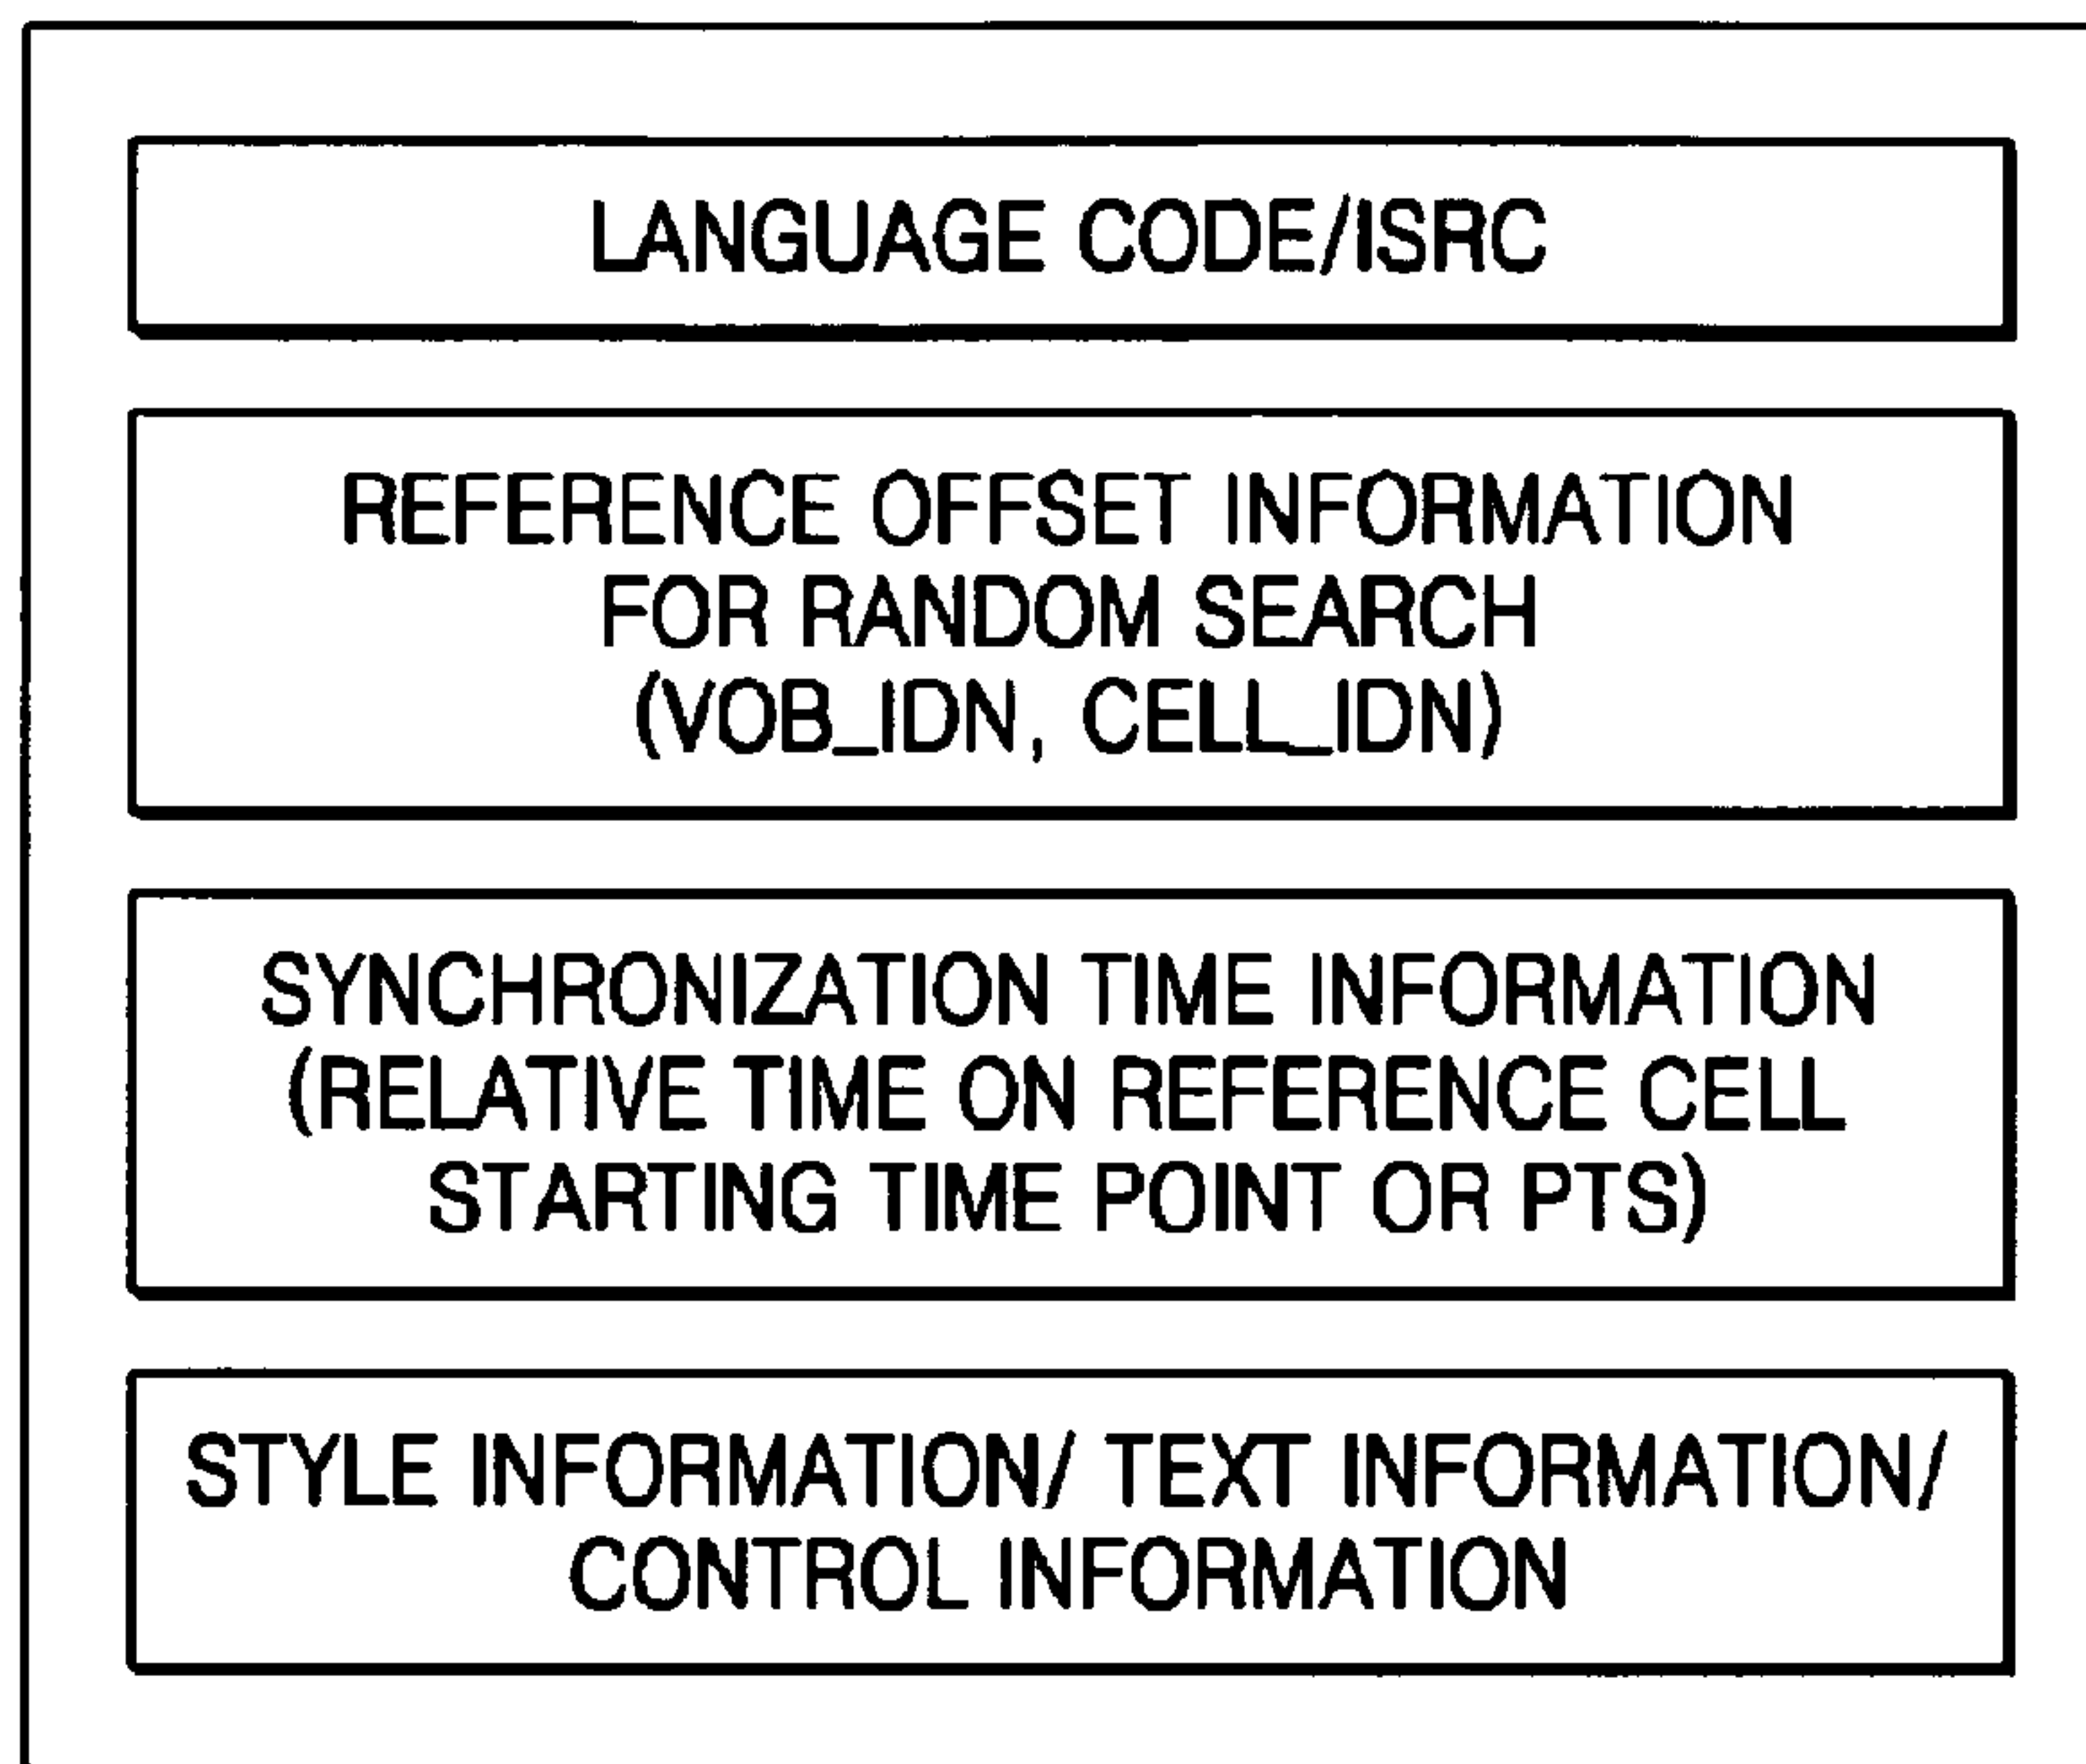 LANGUAGE CODE/ISRC
REFERENCE OFFSET INFORMATION
FOR RANDOM SEARCH
(VOB_IDN, CELL_IDN)
SYNCHRONIZATION TIME INFORMATION
(RELATIVE TIME ON REFERENCE CELL
STARTING TIME POINT OR PTS)
STYLE INFORMATION/ TEXT INFORMATION/
CONTROL INFORMATION